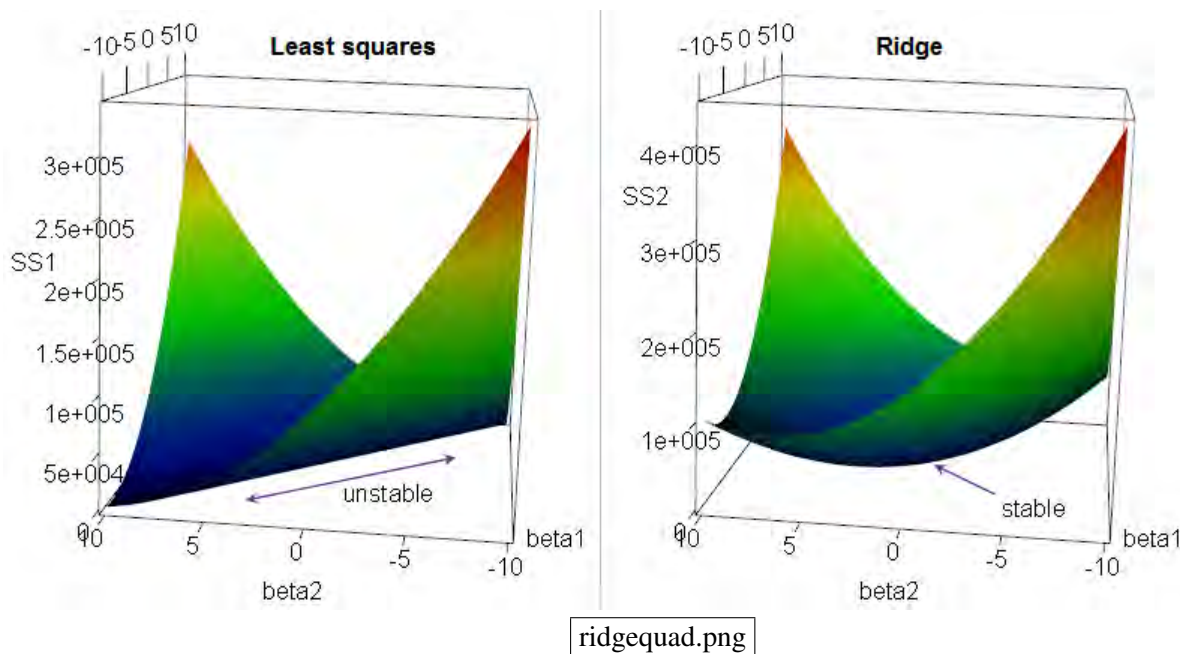 Least squares
-10 -5 0 5 10
3e+005
2.5e+005
SS1
2e+005
1.5e+005
1e+005
5e+004
0
10
5
0
-5
-10
beta1
beta2
unstable
Ridge
-10 -5 0 5 10
4e+005
SS2
3e+005
2e+005
1e+005
0
10
5
0
-5
-10
beta1
beta2
stable
ridgequad.png